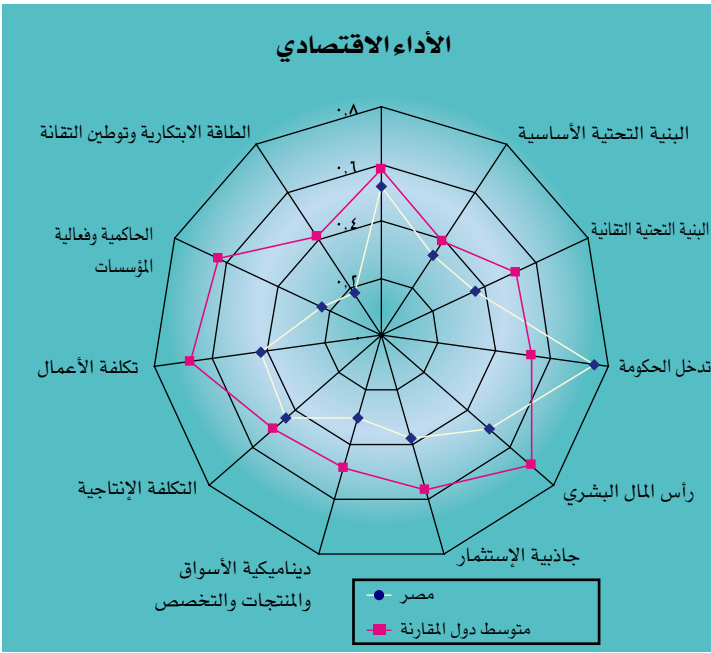 الأداء الاقتصادي
٠.٨
٠.٦
٠.٤
٠.٢
٠
البنية التحتية الأساسية
البنية التحتية التقانية
تدخل الحكومة
رأس المال البشري
جاذبية الإستثمار
ديناميكية الأسواق
والمنتجات والتخصص
التكلفة الإنتاجية
تكلفة الأعمال
الحاكمية وفعالية
المؤسسات
الطاقة الابتكارية وتوطين التقانة
مصر
متوسط دول المقارنة